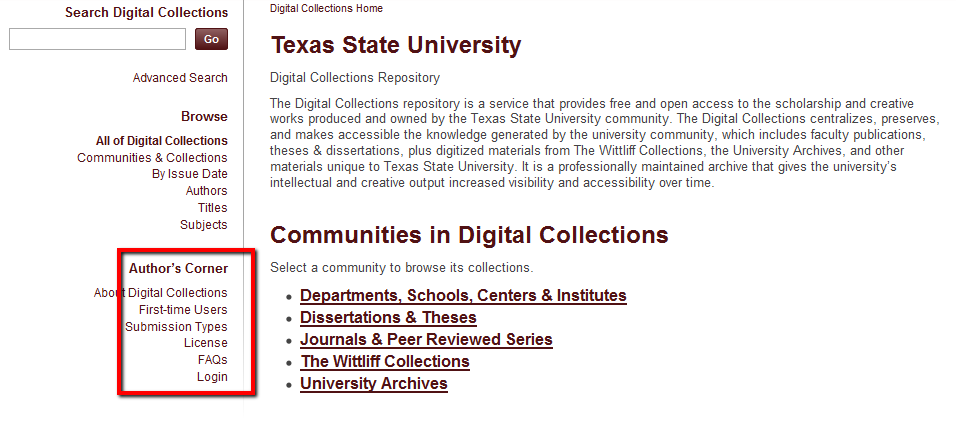 Search Digital Collections
Go
Advanced Search
Browse
All of Digital Collections
Communities & Collections
By Issue Date
Authors
Titles
Subjects
Author's Corner
About Digital Collections
First-time Users
Submission Types
License
FAQs
Login
Digital Collections Home
Texas State University
Digital Collections Repository
The Digital Collections repository is a service that provides free and open access to the scholarship and creative
works produced and owned by the Texas State University community. The Digital Collections centralizes, preserves,
and makes accessible the knowledge generated by the university community, which includes faculty publications,
theses & dissertations, plus digitized materials from The Wittliff Collections, the University Archives, and other
materials unique to Texas State University. It is a professionally maintained archive that gives the university's
intellectual and creative output increased visibility and accessibility over time.
Communities in Digital Collections
Select a community to browse its collections.
Departments, Schools, Centers & Institutes
Dissertations & Theses
Journals & Peer Reviewed Series
The Wittliff Collections
University Archives